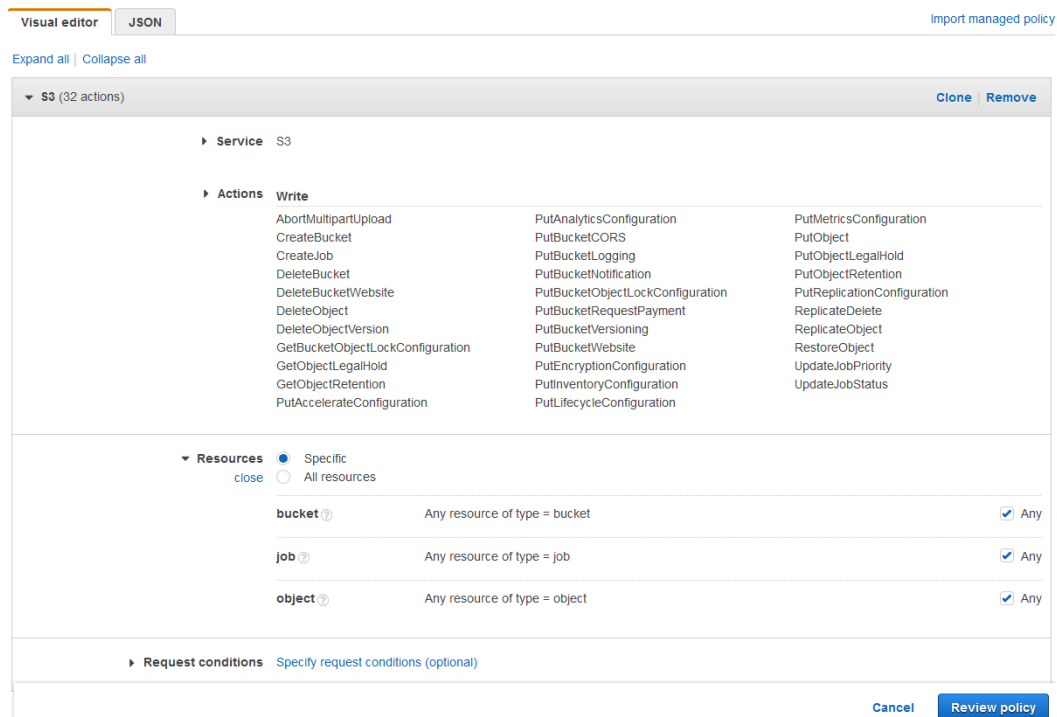 Visual editor JSON Import managed policy
Expand all Collapse all
S3 (32 actions) Clone Remove
Service S3
Actions Write
AbortMultipartUpload PutAnalyticsConfiguration PutMetricsConfiguration
CreateBucket PutBucketCORS PutObject
CreateJob PutBucketLogging PutObjectLegalHold
DeleteBucket PutBucketNotification PutObjectRetention
DeleteBucketWebsite PutBucketObjectLockConfiguration PutReplicationConfiguration
DeleteObject PutBucketRequestPayment ReplicateDelete
DeleteObjectVersion PutBucketVersioning ReplicateObject
GetBucketObjectLockConfiguration PutBucketWebsite RestoreObject
GetObjectLegalHold PutEncryptionConfiguration UpdateJobPriority
GetObjectRetention PutInventoryConfiguration UpdateJobStatus
PutAccelerateConfiguration PutLifecycleConfiguration
Resources Specific
close All resources
bucket ? Any resource of type = bucket Any
job ? Any resource of type = job Any
object ? Any resource of type = object Any
Request conditions Specify request conditions (optional)
Cancel Review policy